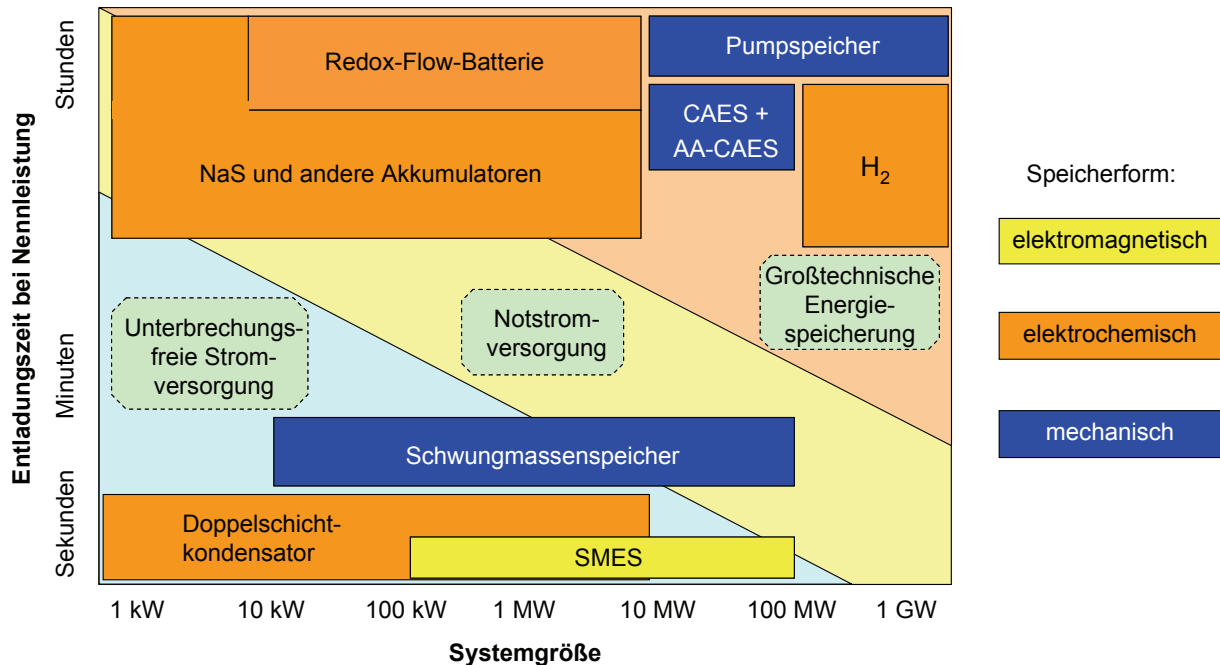 Entladungszeit bei Nennleistung
Stunden
Minuten
Sekunden
Redox-Flow-Batterie
NaS und andere Akkumulatoren
Pumpspeicher
CAES +
AA-CAES
H₂
Unterbrechungs-
freie Strom-
versorgung
Notstrom-
versorgung
Großtechnische
Energie-
speicherung
Schwungmassenspeicher
Doppelschicht-
kondensator
SMES
1 kW 10 kW 100 kW 1 MW 10 MW 100 MW 1 GW
Systemgröße
Speicherform:
elektromagnetisch
elektrochemisch
mechanisch